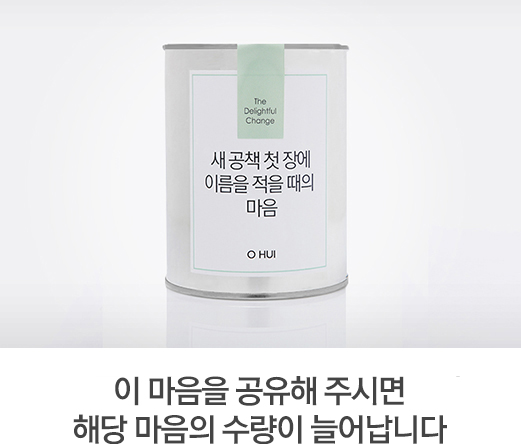 The
Delightful
Change
새 공책 첫 장에
이름을 적을 때의
마음
O HUI
이 마음을 공유해 주시면
해당 마음의 수량이 늘어납니다